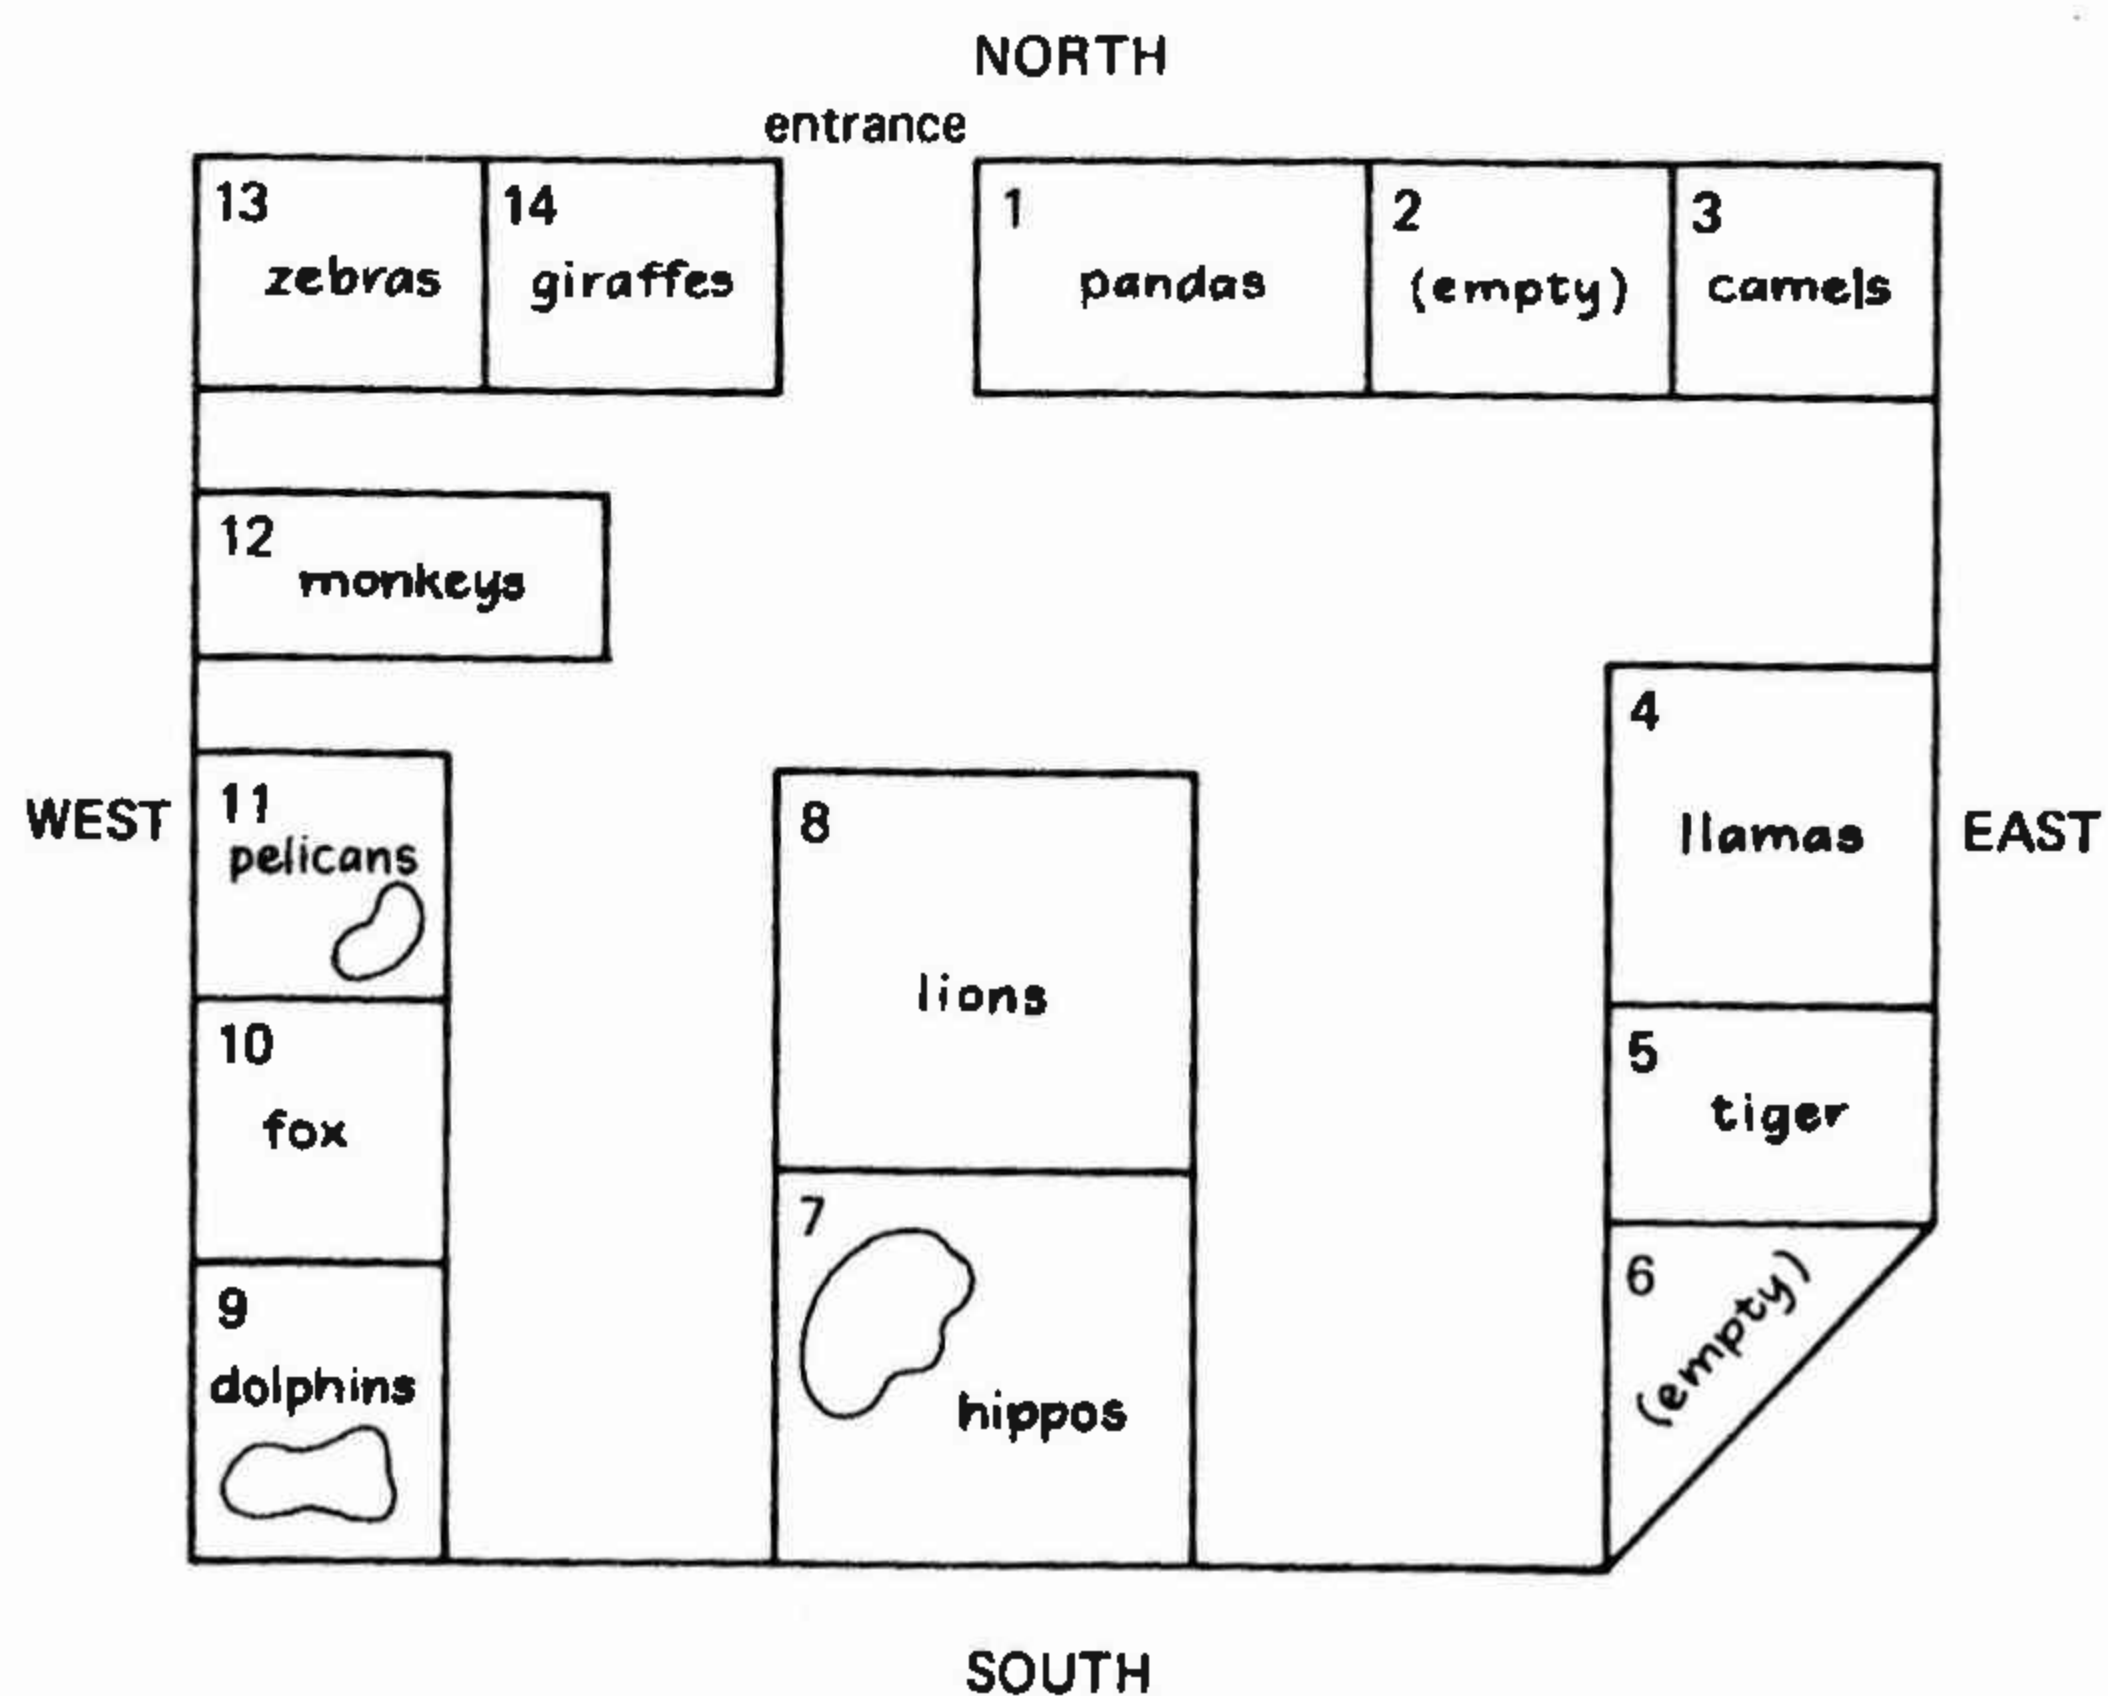 NORTH
entrance
13
zebras
14
giraffes
1
pandas
2
(empty)
3
camels
12
monkeys
4
llamas
WEST
11
pelicans
8
lions
EAST
10
fox
5
tiger
7
hippos
6
(empty)
9
dolphins
SOUTH